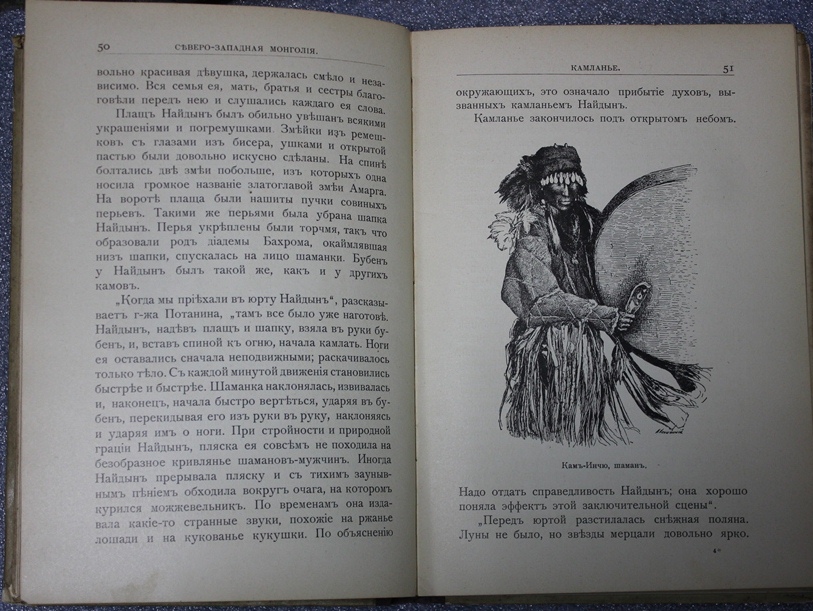 50 СѢВЕРО-ЗАПАДНАЯ МОНГОЛІЯ.
вольно красивая дѣвушка, держалась смѣло и неза-
висимо. Вся семья ея, мать, братья и сестры благо-
говѣли передъ нею и слушались каждаго ея слова.
Плащъ Найдынъ былъ обильно увѣшанъ всякими
украшеніями и погремушками. Змѣйки изъ ремеш-
ковъ съ глазами изъ бисера, ушками и открытой
пастью были довольно искусно сдѣланы. На спинѣ
болтались двѣ змѣи побольше, изъ которыхъ одна
носила громкое названіе златоглавой змѣи Амарга.
На воротѣ плаща были нашиты пучки совиныхъ
перьевъ. Такими же перьями была убрана шапка
Найдынъ. Перья укрѣплены были торчмя, такъ что
образовали родъ діадемы Бахрома, окаймлявшая
низъ шапки, спускалась на лицо шаманки. Бубенъ
у Найдынъ былъ такой же, какъ и у другихъ
камовъ.
„Когда мы пріѣхали въ юрту Найдынъ“, разсказы-
ваетъ г-жа Потанина, „тамъ все было уже наготовѣ.
Найдынъ, надѣвъ плащъ и шапку, взяла въ руки бу-
бенъ, и, вставъ спиной къ огню, начала камлать. Ноги
ея оставались сначала неподвижными; раскачивалось
только тѣло. Съ каждой минутой движенія становились
быстрѣе и быстрѣе. Шаманка наклонялась, извивалась
и, наконецъ, начала быстро вертѣться, ударяя въ бу-
бенъ, перекидывая его изъ руки въ руку, наклоняясь
и ударяя имъ о ноги. При стройности и природной
граціи Найдынъ, пляска ея совсѣмъ не походила на
безобразное кривлянье шамановъ-мужчинъ. Иногда
Найдынъ прерывала пляску и съ тихимъ зауныв-
нымъ пѣніемъ обходила вокругъ очага, на которомъ
курился можжевельникъ. По временамъ она изда-
вала какіе-то странные звуки, похожіе на ржанье
лошади и на кукованье кукушки. По объясненію
КАМЛАНЬЕ. 51
окружающихъ, это означало прибытіе духовъ, вы-
званныхъ камланьемъ Найдынъ.
Камланье закончилось подъ открытомъ небомъ.
Камъ-Инчю, шаманъ.
Надо отдать справедливость Найдынъ; она хорошо
поняла эффектъ этой заключительной сцены“.
„Передъ юртой разстилалась снѣжная поляна.
Луны не было, но звѣзды мерцали довольно ярко.